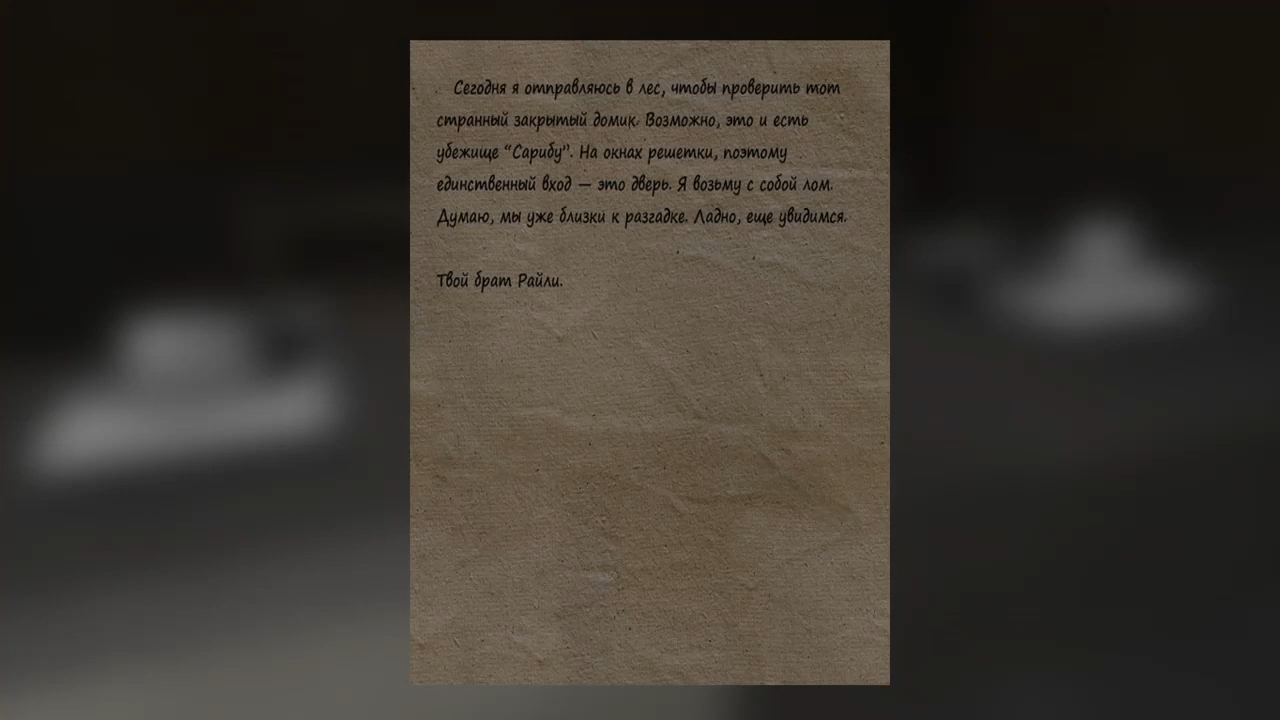 Сегодня я отправляюсь в лес, чтобы проверить тот
странный закрытый домик. Возможно, это и есть
убежище “Сарибу”. На окнах решетки, поэтому
единственный вход — это дверь. Я возьму с собой лом.
Думаю, мы уже близки к разгадке. Ладно, еще увидимся.
Твой брат Райли.